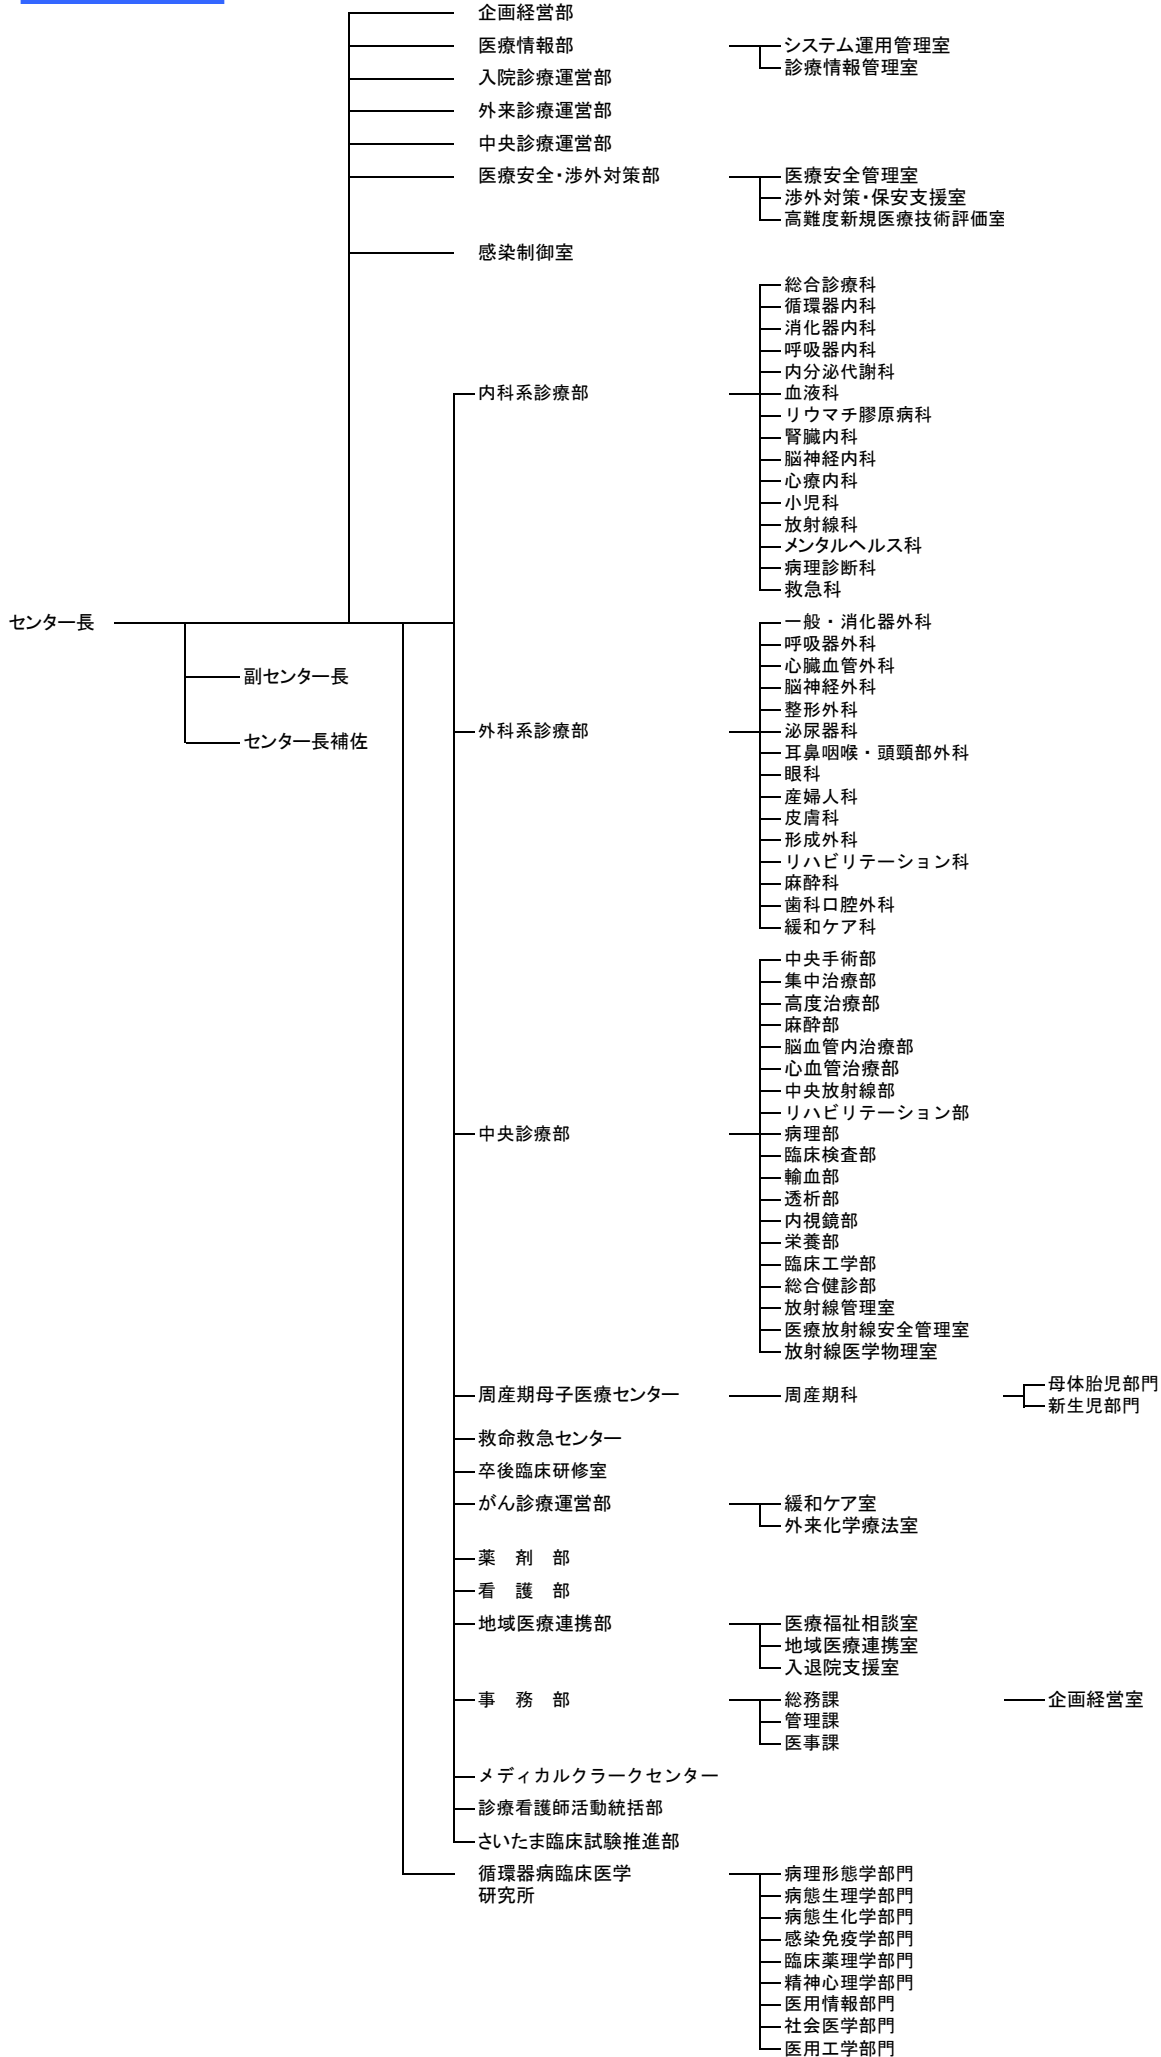 企画経営部
医療情報部
システム運用管理室
診療情報管理室
入院診療運営部
外来診療運営部
中央診療運営部
医療安全・渉外対策部
医療安全管理室
渉外対策・保安支援室
高難度新規医療技術評価室
感染制御室
総合診療科
循環器内科
消化器内科
呼吸器内科
内分泌代謝科
内科系診療部
血液科
リウマチ膠原病科
腎臓内科
脳神経内科
心療内科
小児科
放射線科
メンタルヘルス科
病理診断科
救急科
センター長
副センター長
センター長補佐
一般・消化器外科
呼吸器外科
心臓血管外科
脳神経外科
整形外科
外科系診療部
泌尿器科
耳鼻咽喉・頭頸部外科
眼科
産婦人科
皮膚科
形成外科
リハビリテーション科
麻酔科
歯科口腔外科
緩和ケア科
中央手術部
集中治療部
高度治療部
麻酔部
脳血管内治療部
心血管治療部
中央放射線部
リハビリテーション部
中央診療部
病理部
臨床検査部
輸血部
透析部
内視鏡部
栄養部
臨床工学部
総合健診部
放射線管理室
医療放射線安全管理室
放射線医学物理室
周産期母子医療センター
周産期科
母体胎児部門
新生児部門
救命救急センター
卒後臨床研修室
がん診療運営部
緩和ケア室
外来化学療法室
薬　剤　部
看　護　部
地域医療連携部
医療福祉相談室
地域医療連携室
入退院支援室
事　務　部
総務課
企画経営室
管理課
医事課
メディカルクラークセンター
診療看護師活動統括部
さいたま臨床試験推進部
循環器病臨床医学
研究所
病理形態学部門
病態生理学部門
病態生化学部門
感染免疫学部門
臨床薬理学部門
精神心理学部門
医用情報部門
社会医学部門
医用工学部門